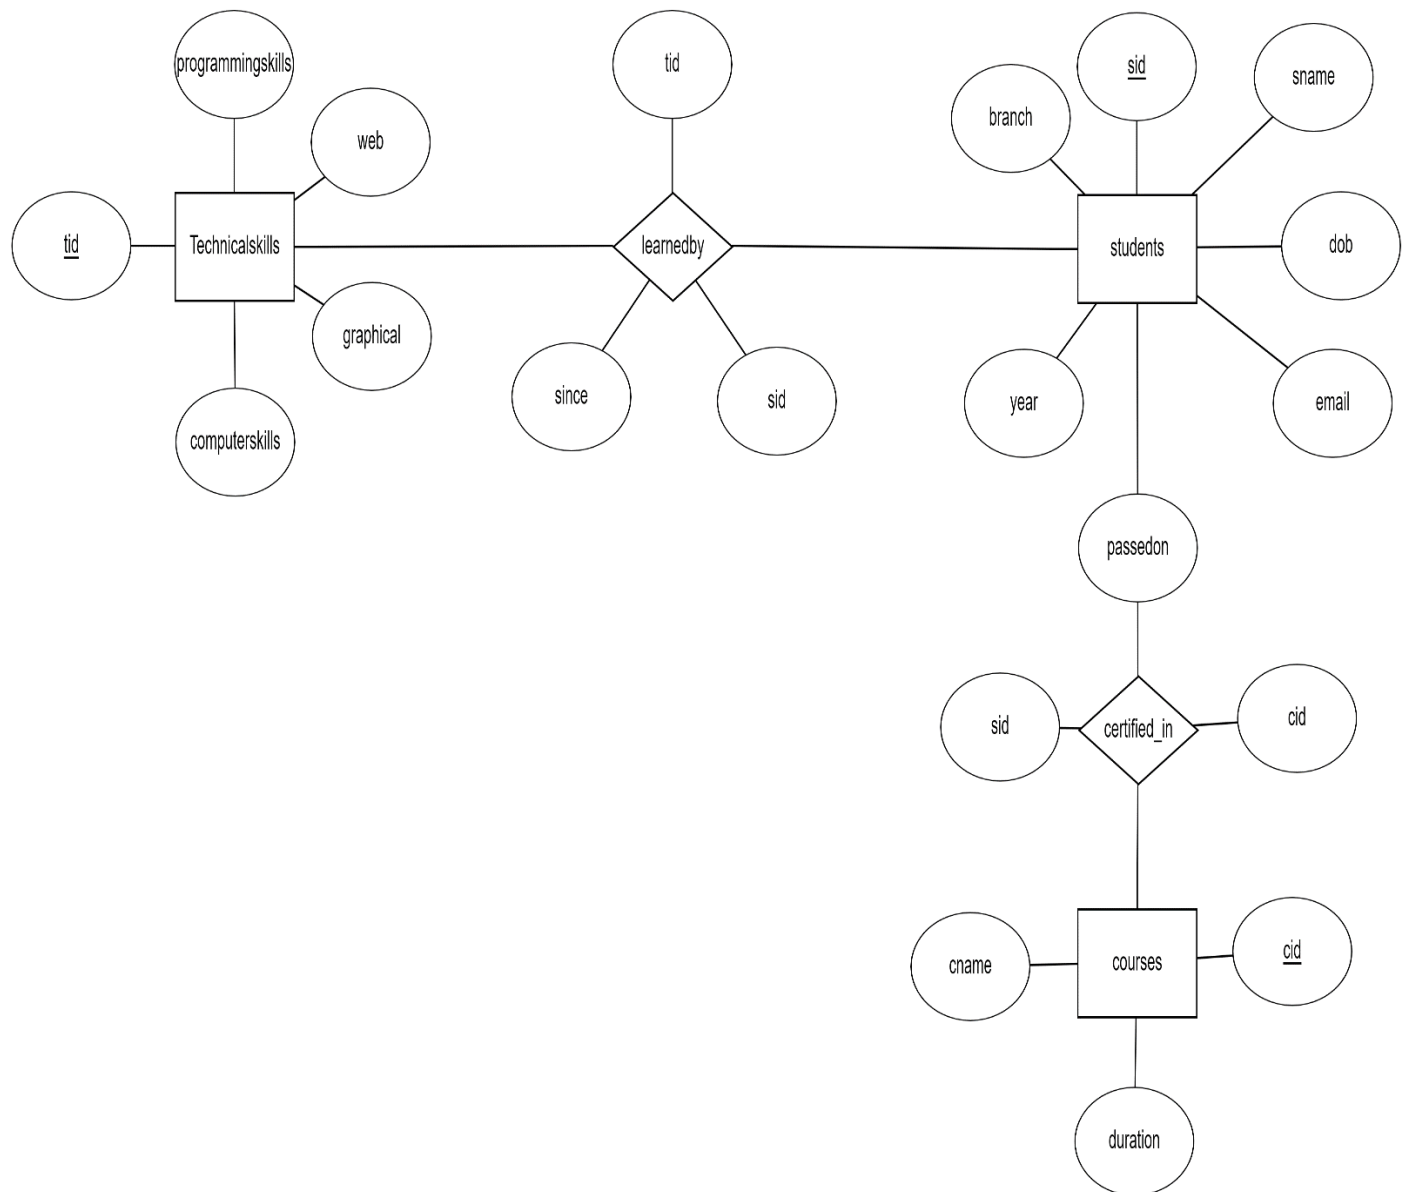 programmingskills
tid
sid
sname
branch
web
tid
Technicalskills
learnedby
students
dob
graphical
since
sid
year
email
computerskills
passedon
sid
certified_in
cid
cname
courses
cid
duration